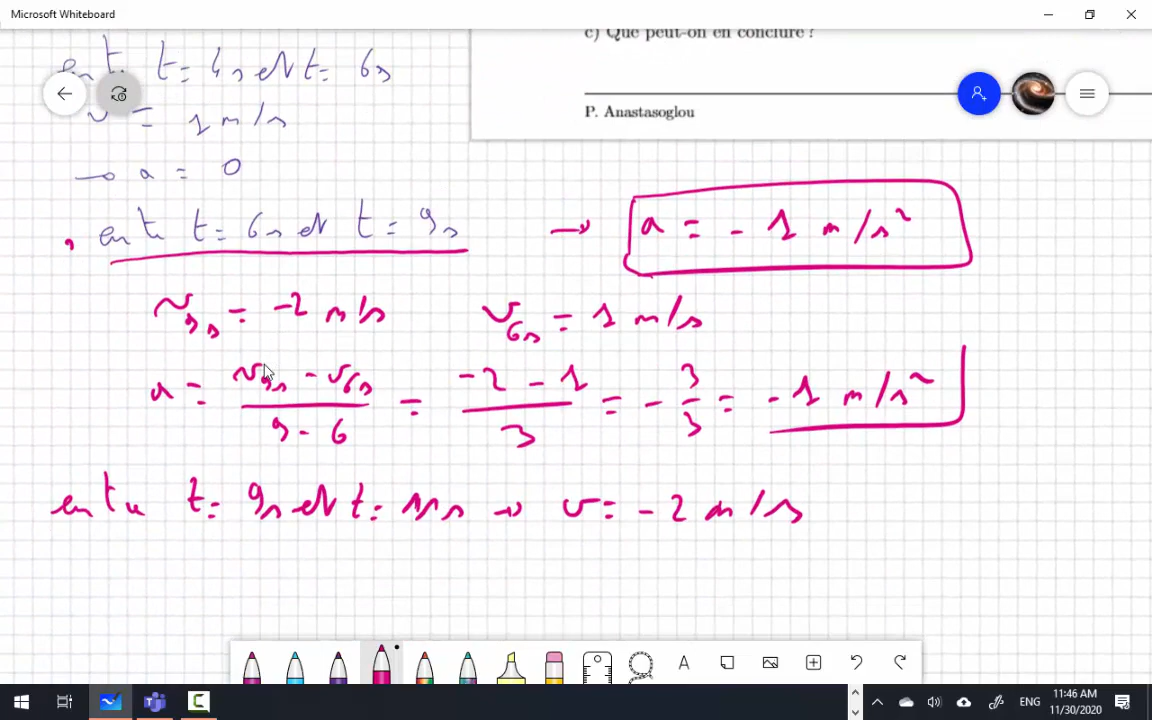 Microsoft Whiteboard
c) Que peut-on en conclure ?
P. Anastasoglou
entre t = 4s et t = 6s
v = 1 m/s
→ a = 0
, entre t = 6s et t = 9s → a = - 1 m/s²
v9s = -2 m/s v6s = 1 m/s
a = v9s - v6s / 9 - 6 = -2 - 1 / 3 = - 3/3 = - 1 m/s²
entre t = 9s et t = 11s → v = - 2 m/s
A
ENG
11:46 AM
11/30/2020